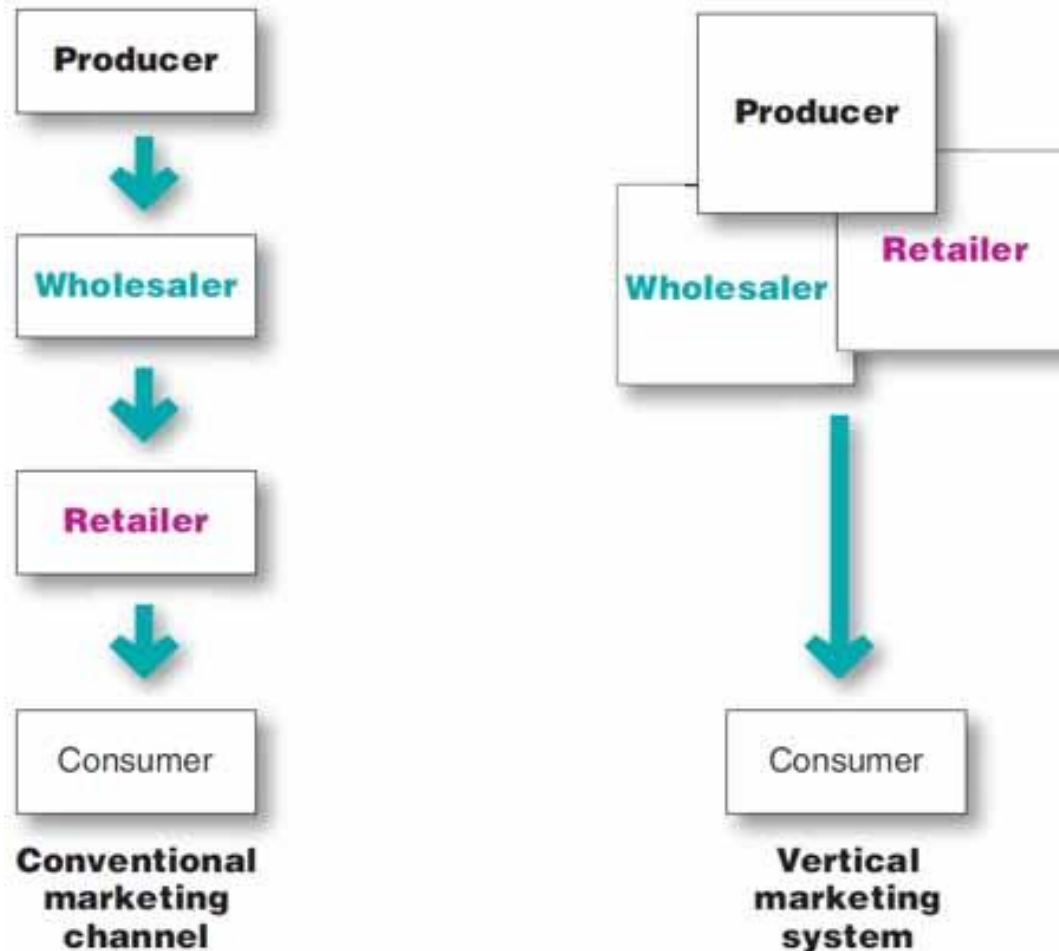 Producer
Wholesaler
Retailer
Consumer
Conventional
marketing
channel
Producer
Retailer
Wholesaler
Consumer
Vertical
marketing
system